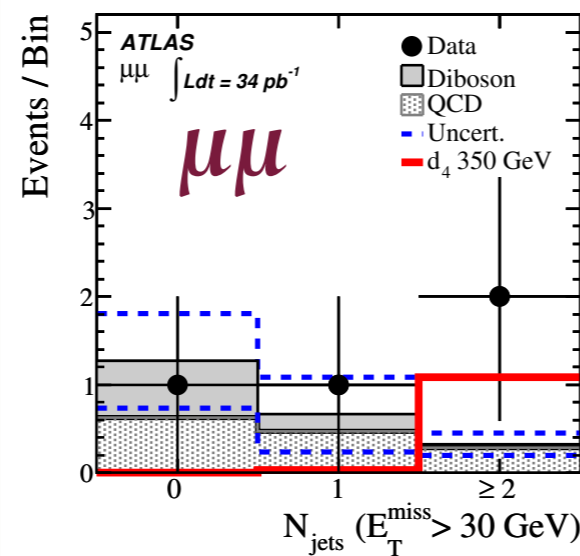 ATLAS
μμ ∫Ldt = 34 pb⁻¹
μμ
Data
Diboson
QCD
Uncert.
d₄ 350 GeV
Events / Bin
5
4
3
2
1
0
0 1 ≥ 2
N_jets (E_T^miss > 30 GeV)